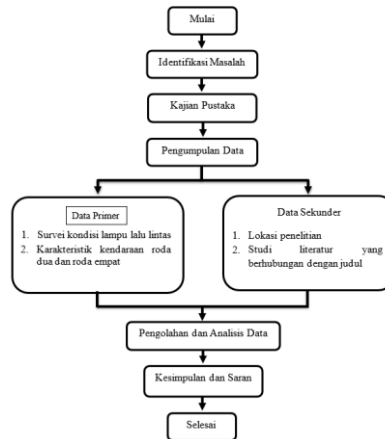 Mulai
Identifikasi Masalah
Kajian Pustaka
Pengumpulan Data
Data Primer
1. Survei kondisi lampu lalu lintas
2. Karakteristik kendaraan roda
dua dan roda empat
Data Sekunder
1. Lokasi penelitian
2. Studi literatur yang
berhubungan dengan judul
Pengolahan dan Analisis Data
Kesimpulan dan Saran
Selesai